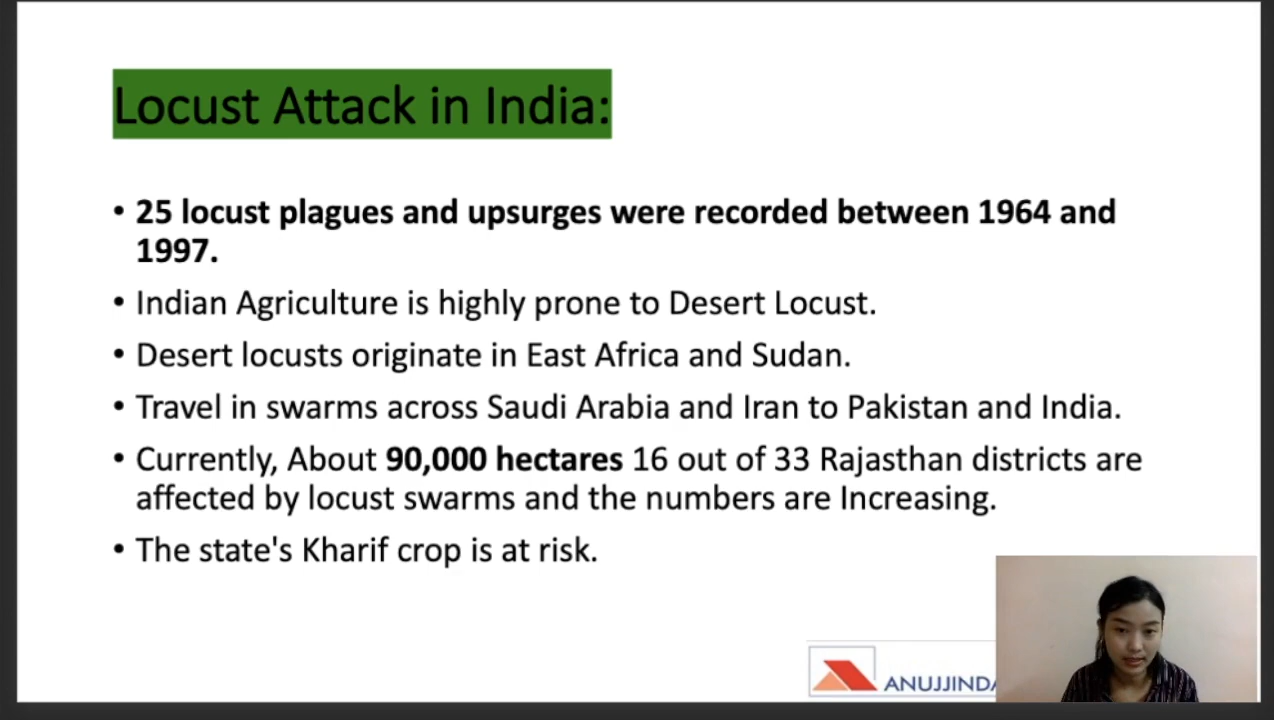 Locust Attack in India:
• 25 locust plagues and upsurges were recorded between 1964 and
1997.
• Indian Agriculture is highly prone to Desert Locust.
• Desert locusts originate in East Africa and Sudan.
• Travel in swarms across Saudi Arabia and Iran to Pakistan and India.
• Currently, About 90,000 hectares 16 out of 33 Rajasthan districts are
affected by locust swarms and the numbers are Increasing.
• The state's Kharif crop is at risk.
ANUJJINDA